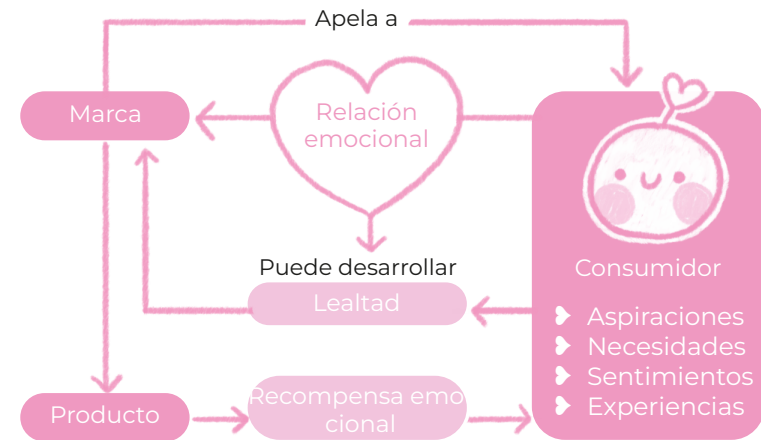 Apela a
Marca
Relación
emocional
Puede desarrollar
Lealtad
Consumidor
Aspiraciones
Necesidades
Sentimientos
Experiencias
Producto
Recompensa emo
cional